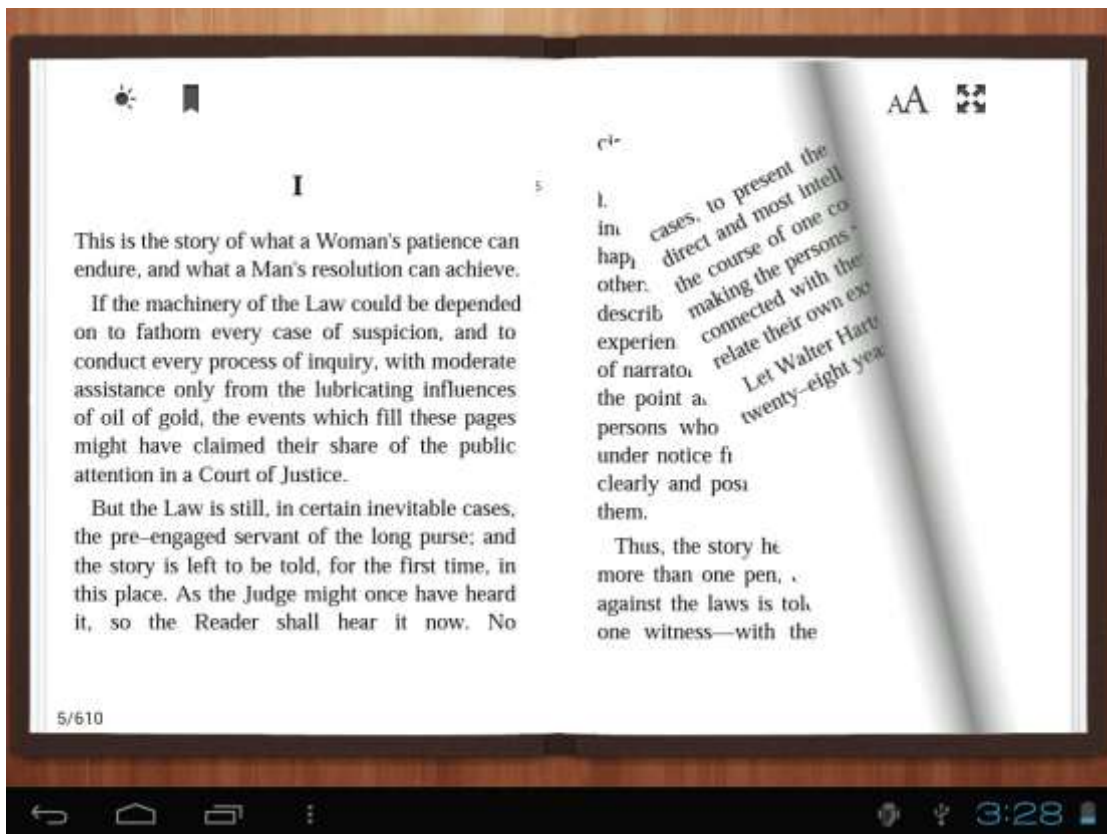 AA
I
5
This is the story of what a Woman's patience can
endure, and what a Man's resolution can achieve.
If the machinery of the Law could be depended
on to fathom every case of suspicion, and to
conduct every process of inquiry, with moderate
assistance only from the lubricating influences
of oil of gold, the events which fill these pages
might have claimed their share of the public
attention in a Court of Justice.
But the Law is still, in certain inevitable cases,
the pre–engaged servant of the long purse; and
the story is left to be told, for the first time, in
this place. As the Judge might once have heard
it, so the Reader shall hear it now. No
5/610
other.
describ
experien
of narrato
the point
persons who
under notice
clearly and
them.
Thus, the story
more than one pen,
against the laws is
one witness—with the
cases, to present the
direct and most intell
the course of one co
making the persons
connected with the
relate their own ex
Let Walter Hart
twenty–eight yea
3:28